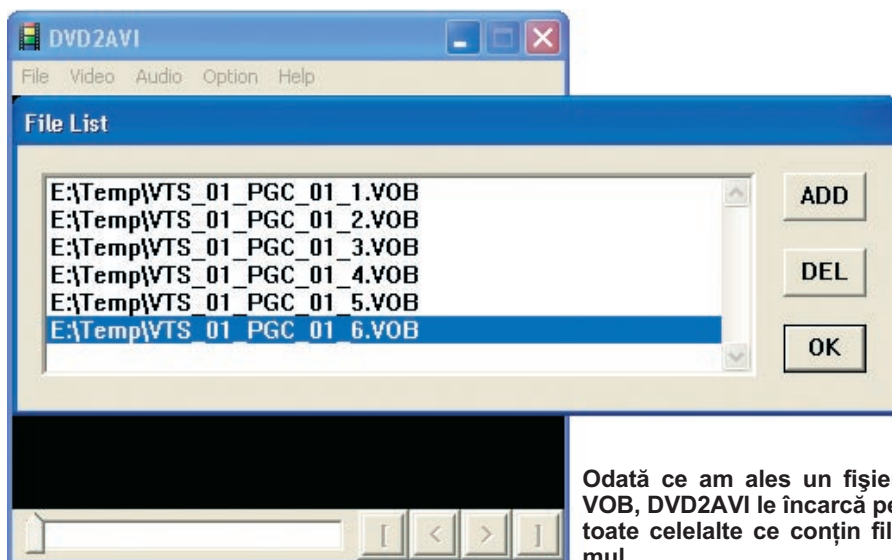 DVD2AVI
File Video Audio Option Help
File List
E:\Temp\VTS_01_PGC_01_1.VOB
E:\Temp\VTS_01_PGC_01_2.VOB
E:\Temp\VTS_01_PGC_01_3.VOB
E:\Temp\VTS_01_PGC_01_4.VOB
E:\Temp\VTS_01_PGC_01_5.VOB
E:\Temp\VTS_01_PGC_01_6.VOB
ADD
DEL
OK
[ < > ]
Odată ce am ales un fişie
VOB, DVD2AVI le încarcă pe
toate celelalte ce conţin fil
mul